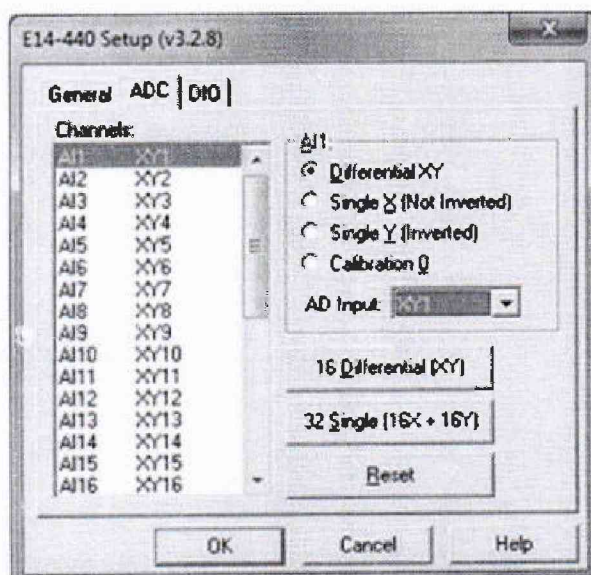 E14-440 Setup (v3.2.8)
General ADC DIO
Channels:
AI1 XY1
AI2 XY2
AI3 XY3
AI4 XY4
AI5 XY5
AI6 XY6
AI7 XY7
AI8 XY8
AI9 XY9
AI10 XY10
AI11 XY11
AI12 XY12
AI13 XY13
AI14 XY14
AI15 XY15
AI16 XY16
AI1
Differential XY
Single X (Not Inverted)
Single Y (Inverted)
Calibration 0
AD Input: XY1
16 Differential (XY)
32 Single (16X + 16Y)
Reset
OK
Cancel
Help